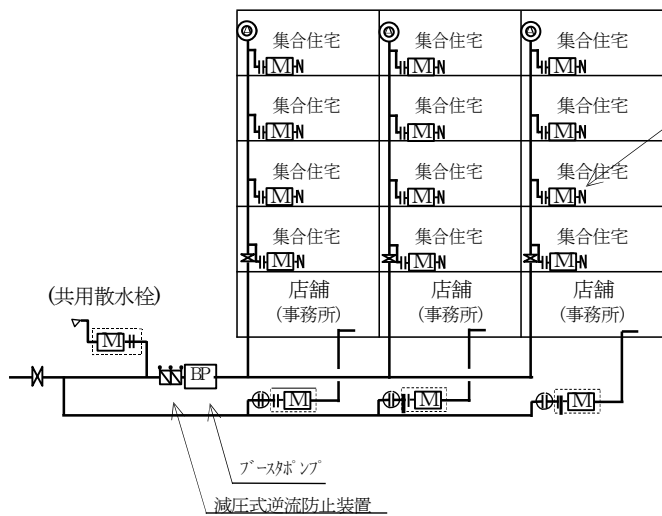 集合住宅 集合住宅 集合住宅
M N M N M N
集合住宅 集合住宅 集合住宅
M N M N M N
集合住宅 集合住宅 集合住宅
M N M N M N
集合住宅 集合住宅 集合住宅
M N M N M N
店舗 店舗 店舗
(事務所) (事務所) (事務所)
(共用散水栓)
M
BP
M M M
ブースタポンプ
減圧式逆流防止装置